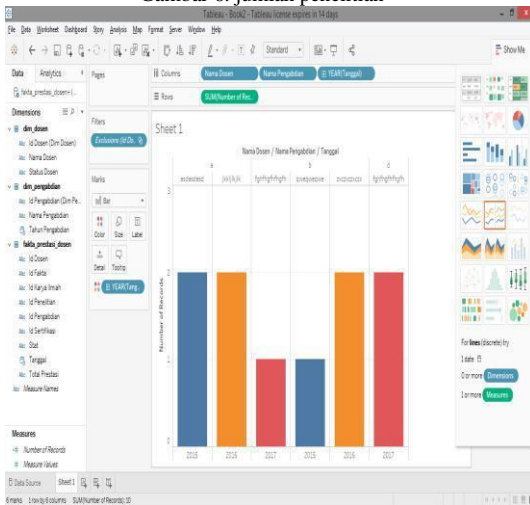 Tableau - Book2 - Tableau license expires in 14 days
File Data Worksheet Dashboard Story Analysis Map Format Server Window Help
Standard
Show Me
Data Analytics
Pages
Columns Nama Dosen Nama Pengabdian YEAR(Tanggal)
Rows SUM(Number of Rec..
Dimensions
Filters
Sheet 1
dim_dosen
Id Dosen (Dim Dosen)
Nama Dosen
Status Dosen
dim_pengabdian
Id Pengabdian (Dim Pe..
Nama Pengabdian
Tahun Pengabdian
fakta_prestasi_dosen
Id Dosen
Id Fakta
Id Karya Ilmiah
Id Penelitian
Id Pengabdian
Id Sertifikasi
Stat
Tanggal
Total Prestasi
Measure Names
Marks
Bar
Color Size Label
Detail Tooltip
YEAR(Tang..
Nama Dosen / Nama Pengabdian / Tanggal
a b d
Number of Records
3
2
1
0
2015 2016 2017 2015 2016 2017
For lines (discrete) try
1 date
0 or more Dimensions
1 or more Measures
Measures
Number of Records
Measure Values
Data Source Sheet 1
6 marks 1 row by 6 columns SUM(Number of Records): 10